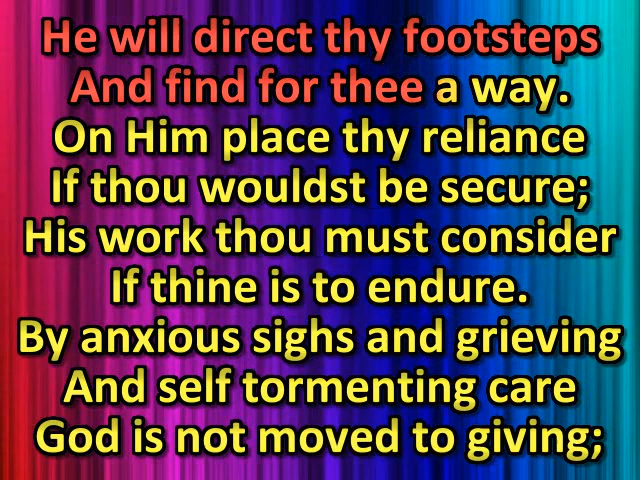 He will direct thy footsteps
And find for thee a way.
On Him place thy reliance
If thou wouldst be secure;
His work thou must consider
If thine is to endure.
By anxious sighs and grieving
And self tormenting care
God is not moved to giving;